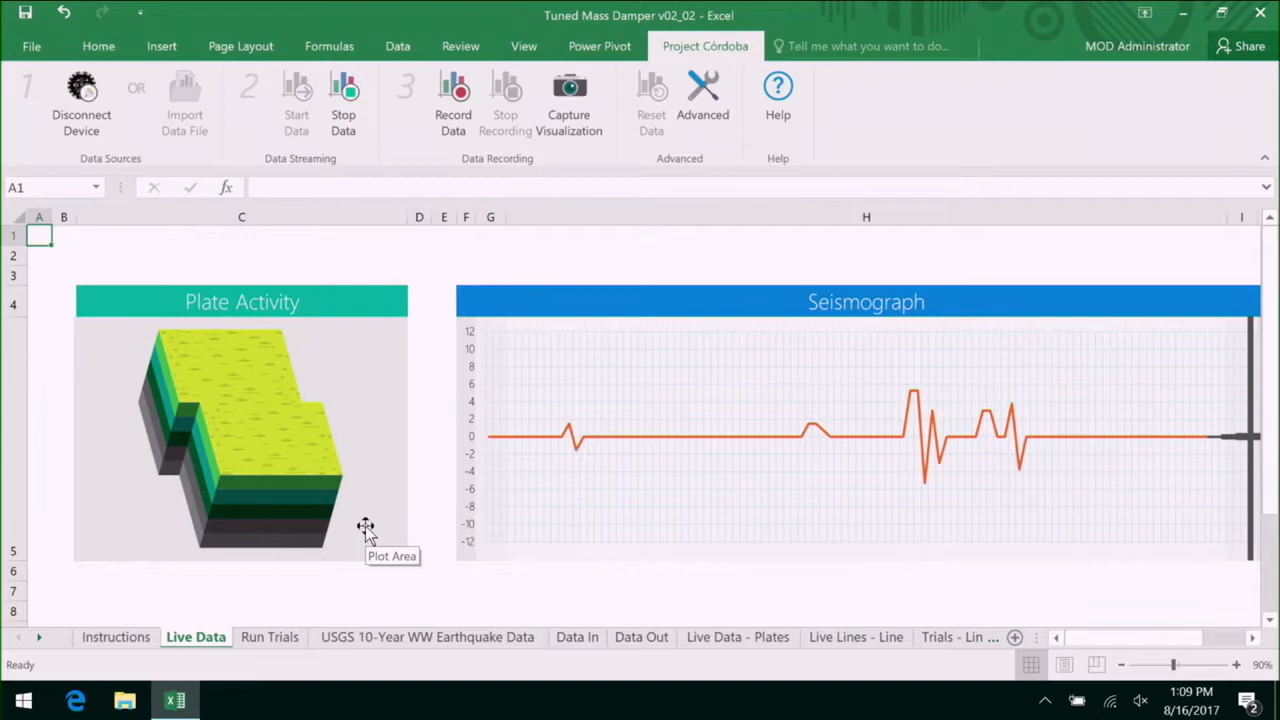 Tuned Mass Damper v02_02 - Excel
File Home Insert Page Layout Formulas Data Review View Power Pivot Project Córdoba Tell me what you want to do... MOD Administrator Share
1 Disconnect Device OR Import Data File 2 Start Data Stop Data 3 Record Data Stop Recording Capture Visualization Reset Data Advanced Help
Data Sources Data Streaming Data Recording Advanced Help
A1 fx
A B C D E F G H I
1
2
3
4 Plate Activity Seismograph
12
10
8
6
4
2
0
-2
-4
-6
-8
-10
-12
Plot Area
5
6
7
8
Instructions Live Data Run Trials USGS 10-Year WW Earthquake Data Data In Data Out Live Data - Plates Live Lines - Line Trials - Lin ...
Ready 90%
1:09 PM
8/16/2017
2